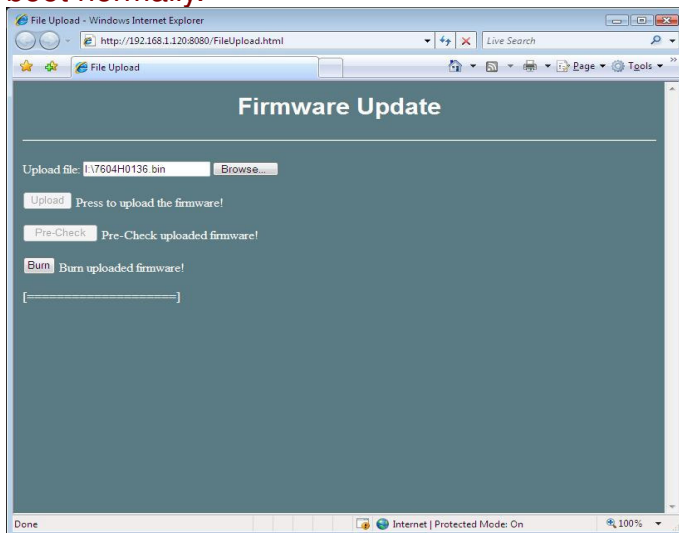 boot normally.
File Upload - Windows Internet Explorer
http://192.168.1.120:8080/FileUpload.html
Live Search
File Upload
Page
Tools
Firmware Update
Upload file: I:\7604H0136.bin Browse...
Upload Press to upload the firmware!
Pre-Check Pre-Check uploaded firmware!
Burn Burn uploaded firmware!
[====================]
Done
Internet | Protected Mode: On
100%